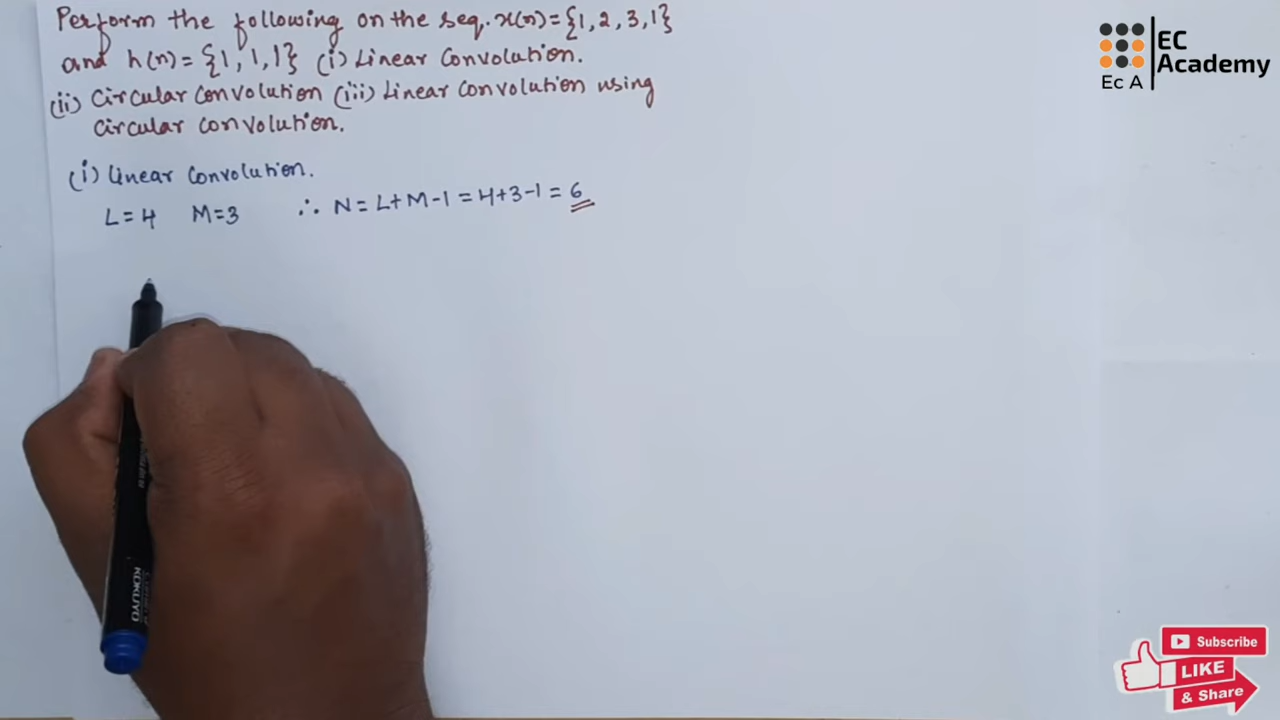 Perform the following on the seq. x(n)={1, 2, 3, 1}
and h(n)= {1, 1, 1} (i) Linear Convolution.
(ii) Circular Convolution (iii) Linear Convolution using
Circular Convolution.
(i) Linear Convolution.
L=4 M=3 ∴ N = L+M-1 = 4+3-1 = 6
EC
Academy
Ec A
KOKUYO
Subscribe
LIKE
& Share